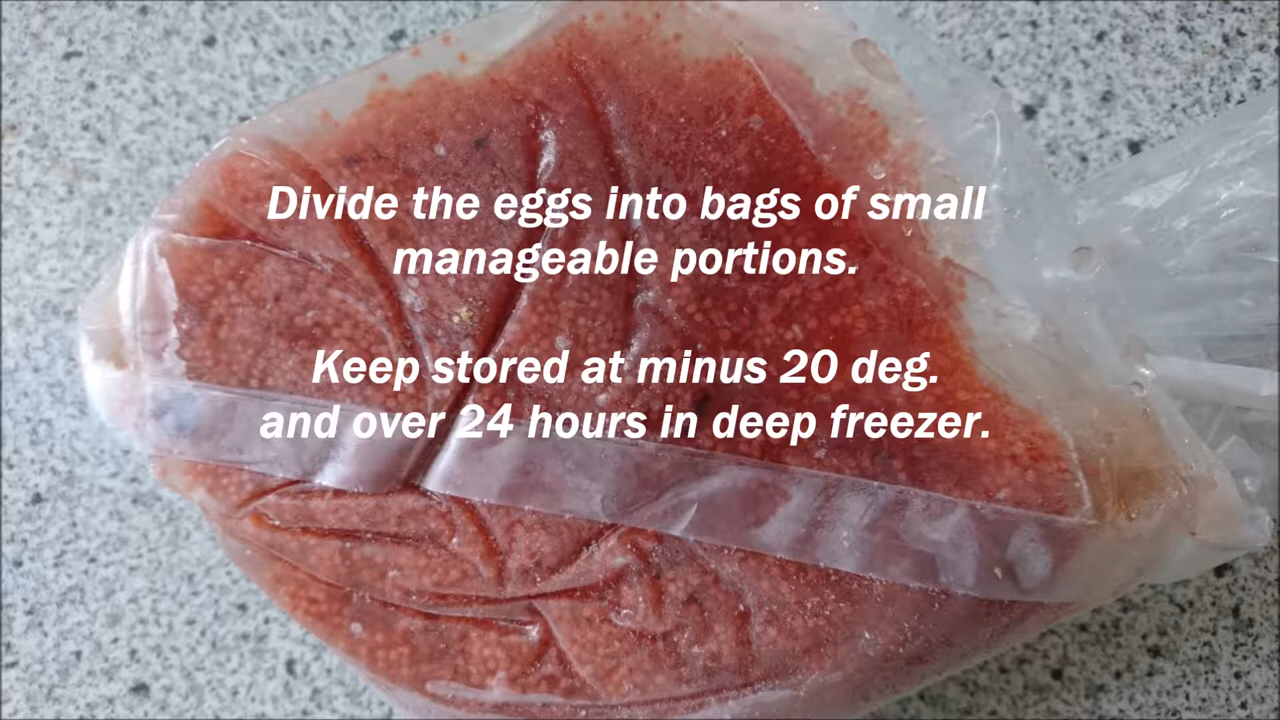 Divide the eggs into bags of small
manageable portions.
Keep stored at minus 20 deg.
and over 24 hours in deep freezer.